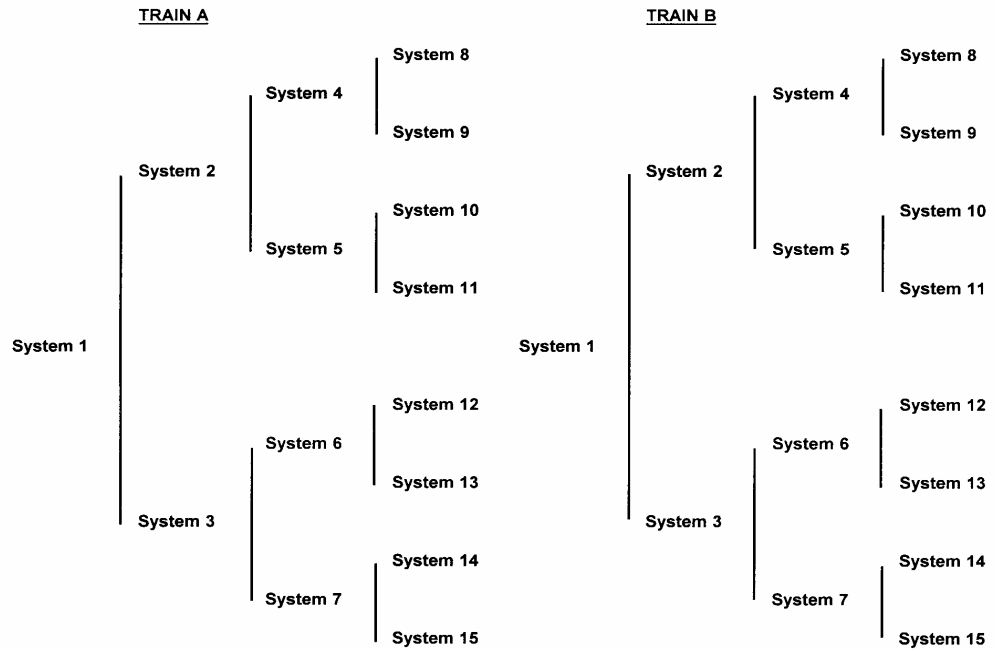 TRAIN A
TRAIN B
System 8
System 8
System 4
System 4
System 9
System 9
System 2
System 2
System 10
System 10
System 5
System 5
System 11
System 11
System 1
System 1
System 12
System 12
System 6
System 6
System 13
System 13
System 3
System 3
System 14
System 14
System 7
System 7
System 15
System 15